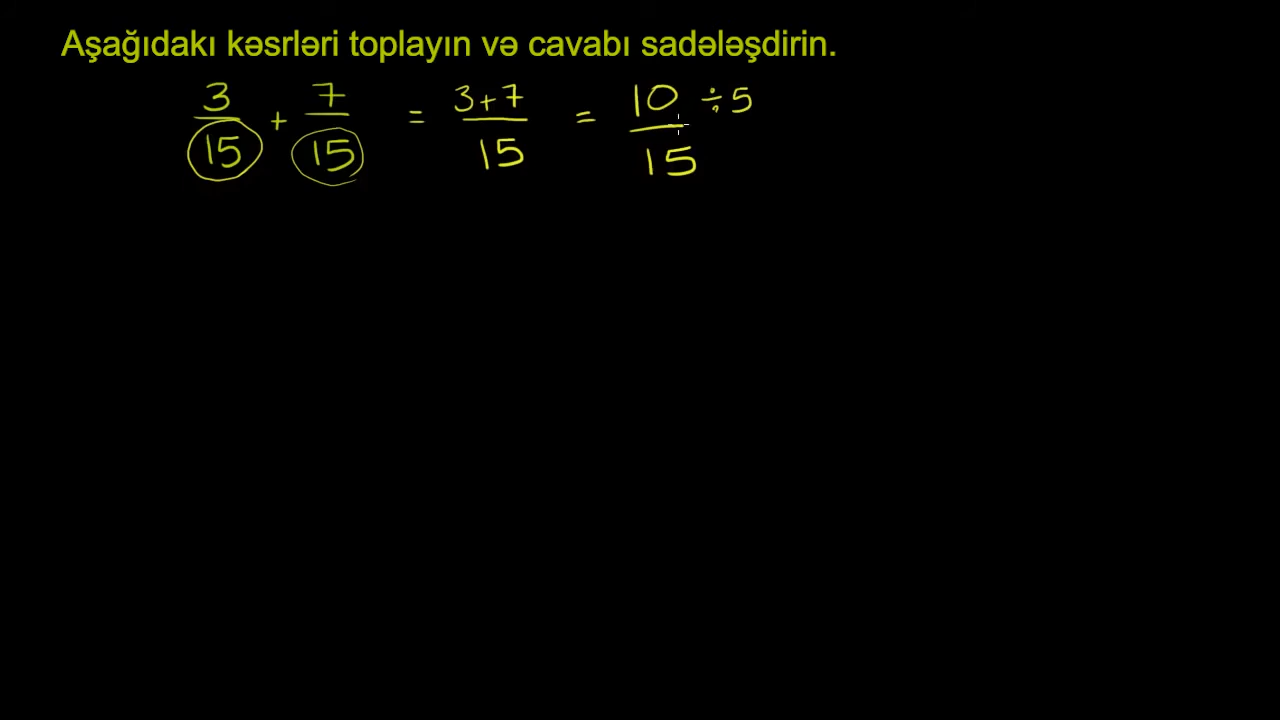 Aşağıdakı kəsrləri toplayın və cavabı sadələşdirin.
3/15 + 7/15 = 3+7/15 = 10 ÷5/15